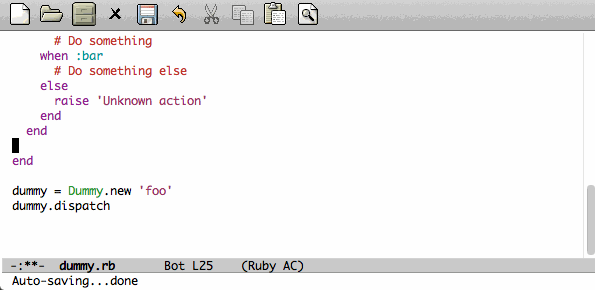 # Do something
when :bar
# Do something else
else
raise 'Unknown action'
end
end
end
dummy = Dummy.new 'foo'
dummy.dispatch
-:**- dummy.rb Bot L25 (Ruby AC)
Auto-saving...done